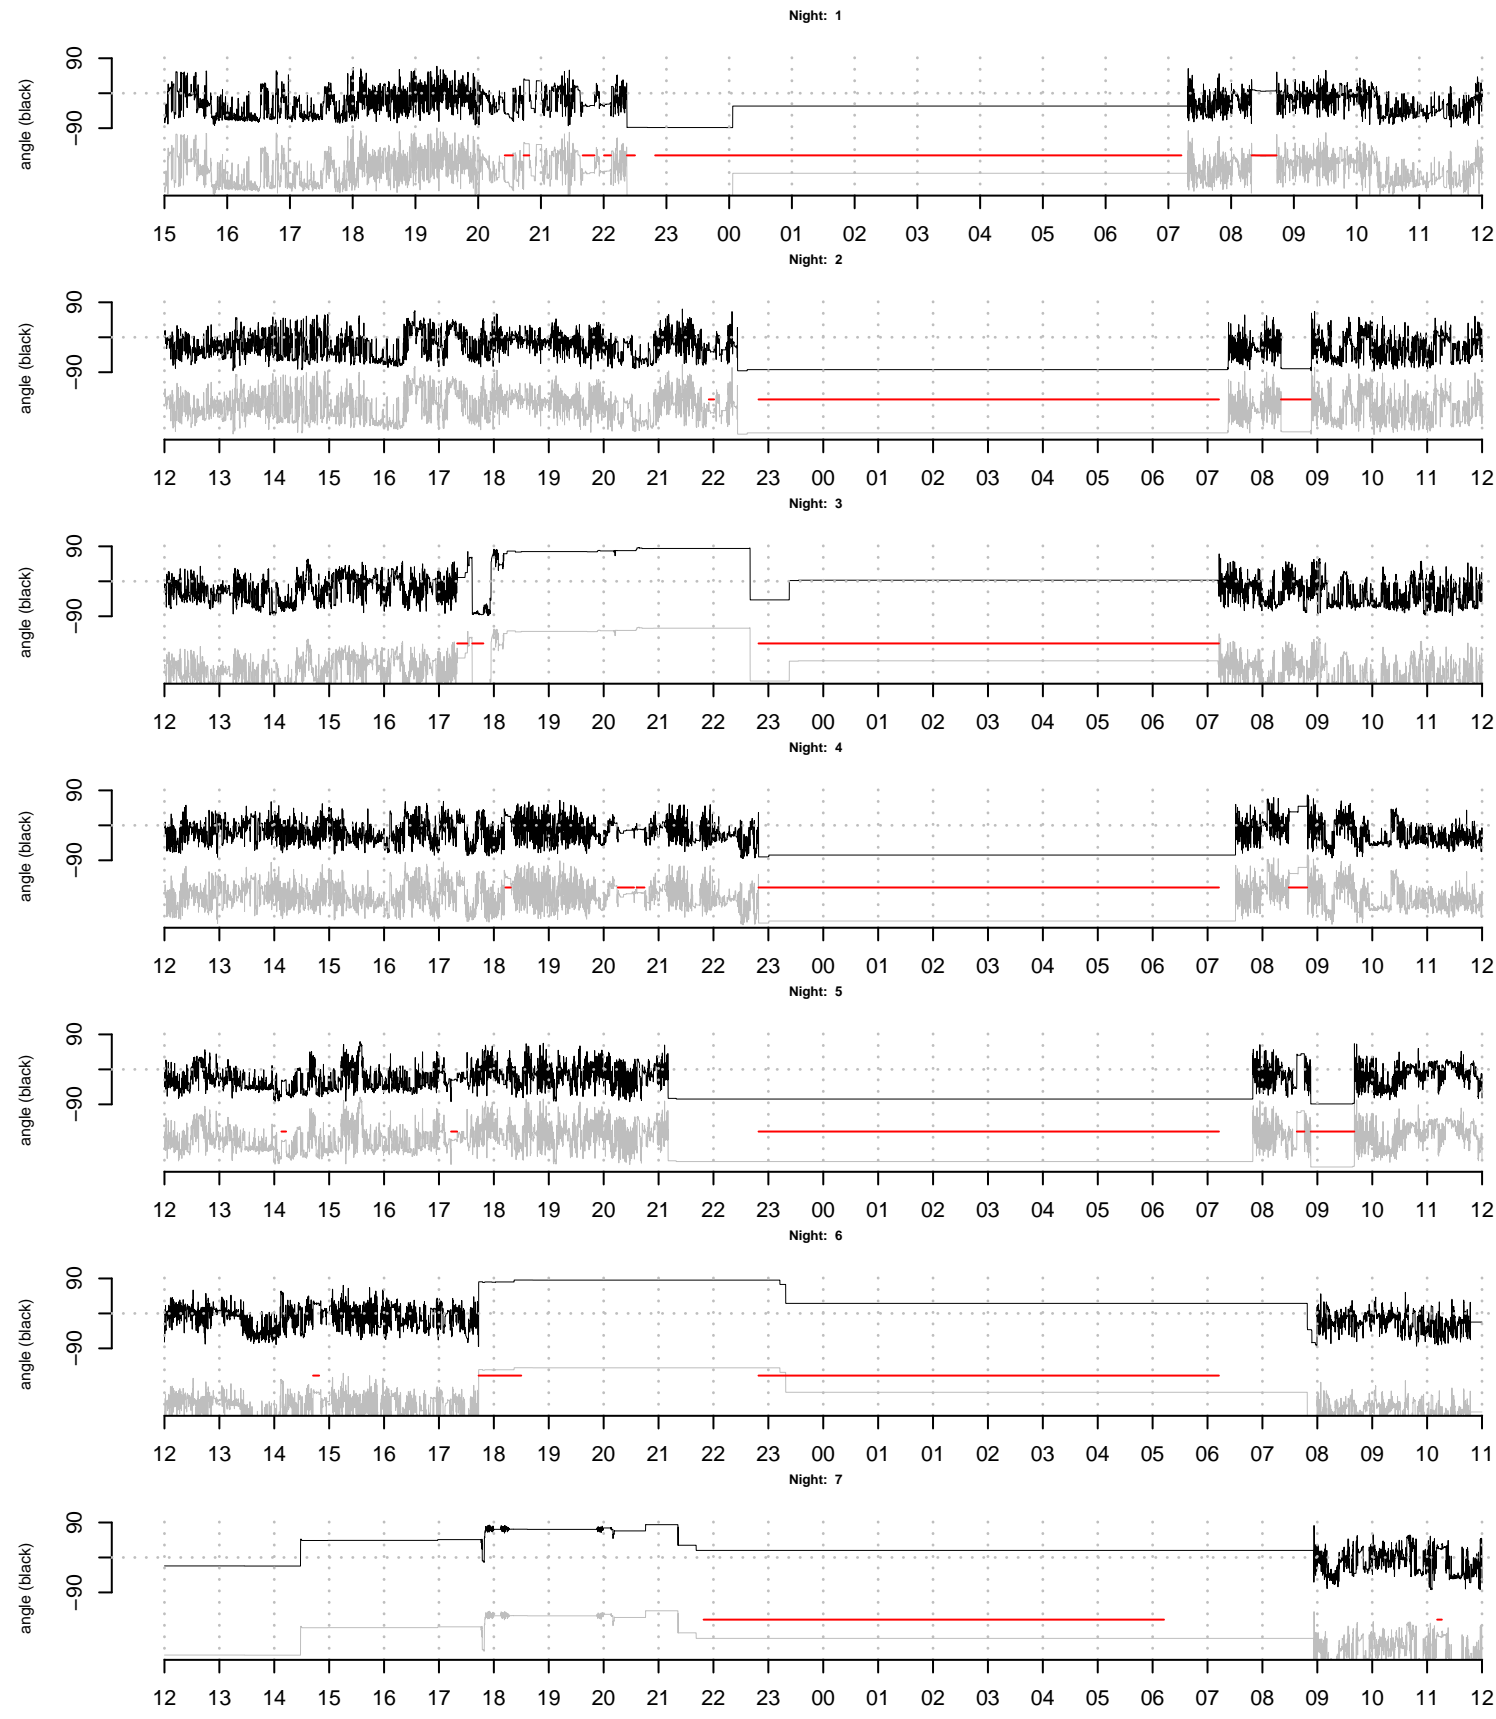 Night: 1
90
-90
angle (black)
15 16 17 18 19 20 21 22 23 00 01 02 03 04 05 06 07 08 09 10 11 12
Night: 2
90
-90
angle (black)
12 13 14 15 16 17 18 19 20 21 22 23 00 01 02 03 04 05 06 07 08 09 10 11 12
Night: 3
90
-90
angle (black)
12 13 14 15 16 17 18 19 20 21 22 23 00 01 02 03 04 05 06 07 08 09 10 11 12
Night: 4
90
-90
angle (black)
12 13 14 15 16 17 18 19 20 21 22 23 00 01 02 03 04 05 06 07 08 09 10 11 12
Night: 5
90
-90
angle (black)
12 13 14 15 16 17 18 19 20 21 22 23 00 01 02 03 04 05 06 07 08 09 10 11 12
Night: 6
90
-90
angle (black)
12 13 14 15 16 17 18 19 20 21 22 23 00 01 02 03 04 05 06 07 08 09 10 11
Night: 7
90
-90
angle (black)
12 13 14 15 16 17 18 19 20 21 22 23 00 01 02 03 04 05 06 07 08 09 10 11 12